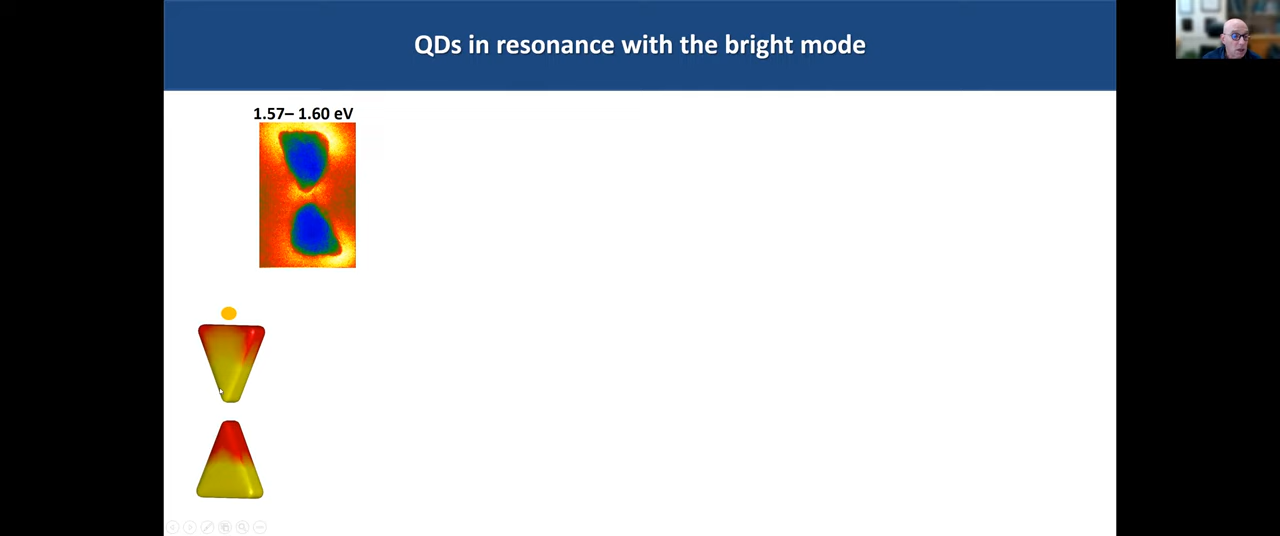 QDs in resonance with the bright mode
1.57– 1.60 eV